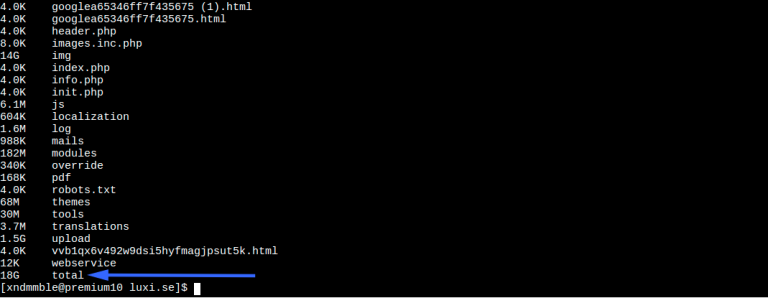 4.0K    googlea65346ff7f435675 (1).html
4.0K    googlea65346ff7f435675.html
4.0K    header.php
8.0K    images.inc.php
14G     img
4.0K    index.php
4.0K    info.php
4.0K    init.php
6.1M    js
604K    localization
1.6M    log
988K    mails
182M    modules
340K    override
168K    pdf
4.0K    robots.txt
68M     themes
30M     tools
3.7M    translations
1.5G    upload
4.0K    vvb1qx6v492w9dsi5hyfmagjpsut5k.html
12K     webservice
18G     total
[xndmmble@premium10 luxi.se]$